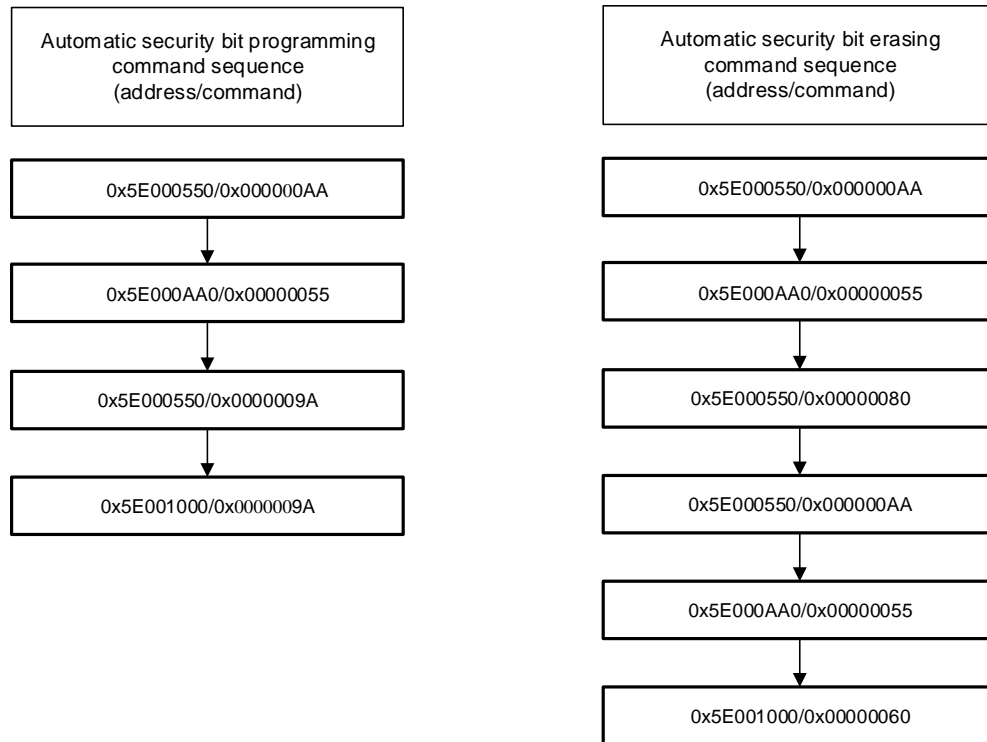 Automatic security bit programming
command sequence
(address/command)
0x5E000550/0x000000AA
0x5E000AA0/0x00000055
0x5E000550/0x0000009A
0x5E001000/0x0000009A
Automatic security bit erasing
command sequence
(address/command)
0x5E000550/0x000000AA
0x5E000AA0/0x00000055
0x5E000550/0x00000080
0x5E000550/0x000000AA
0x5E000AA0/0x00000055
0x5E001000/0x00000060